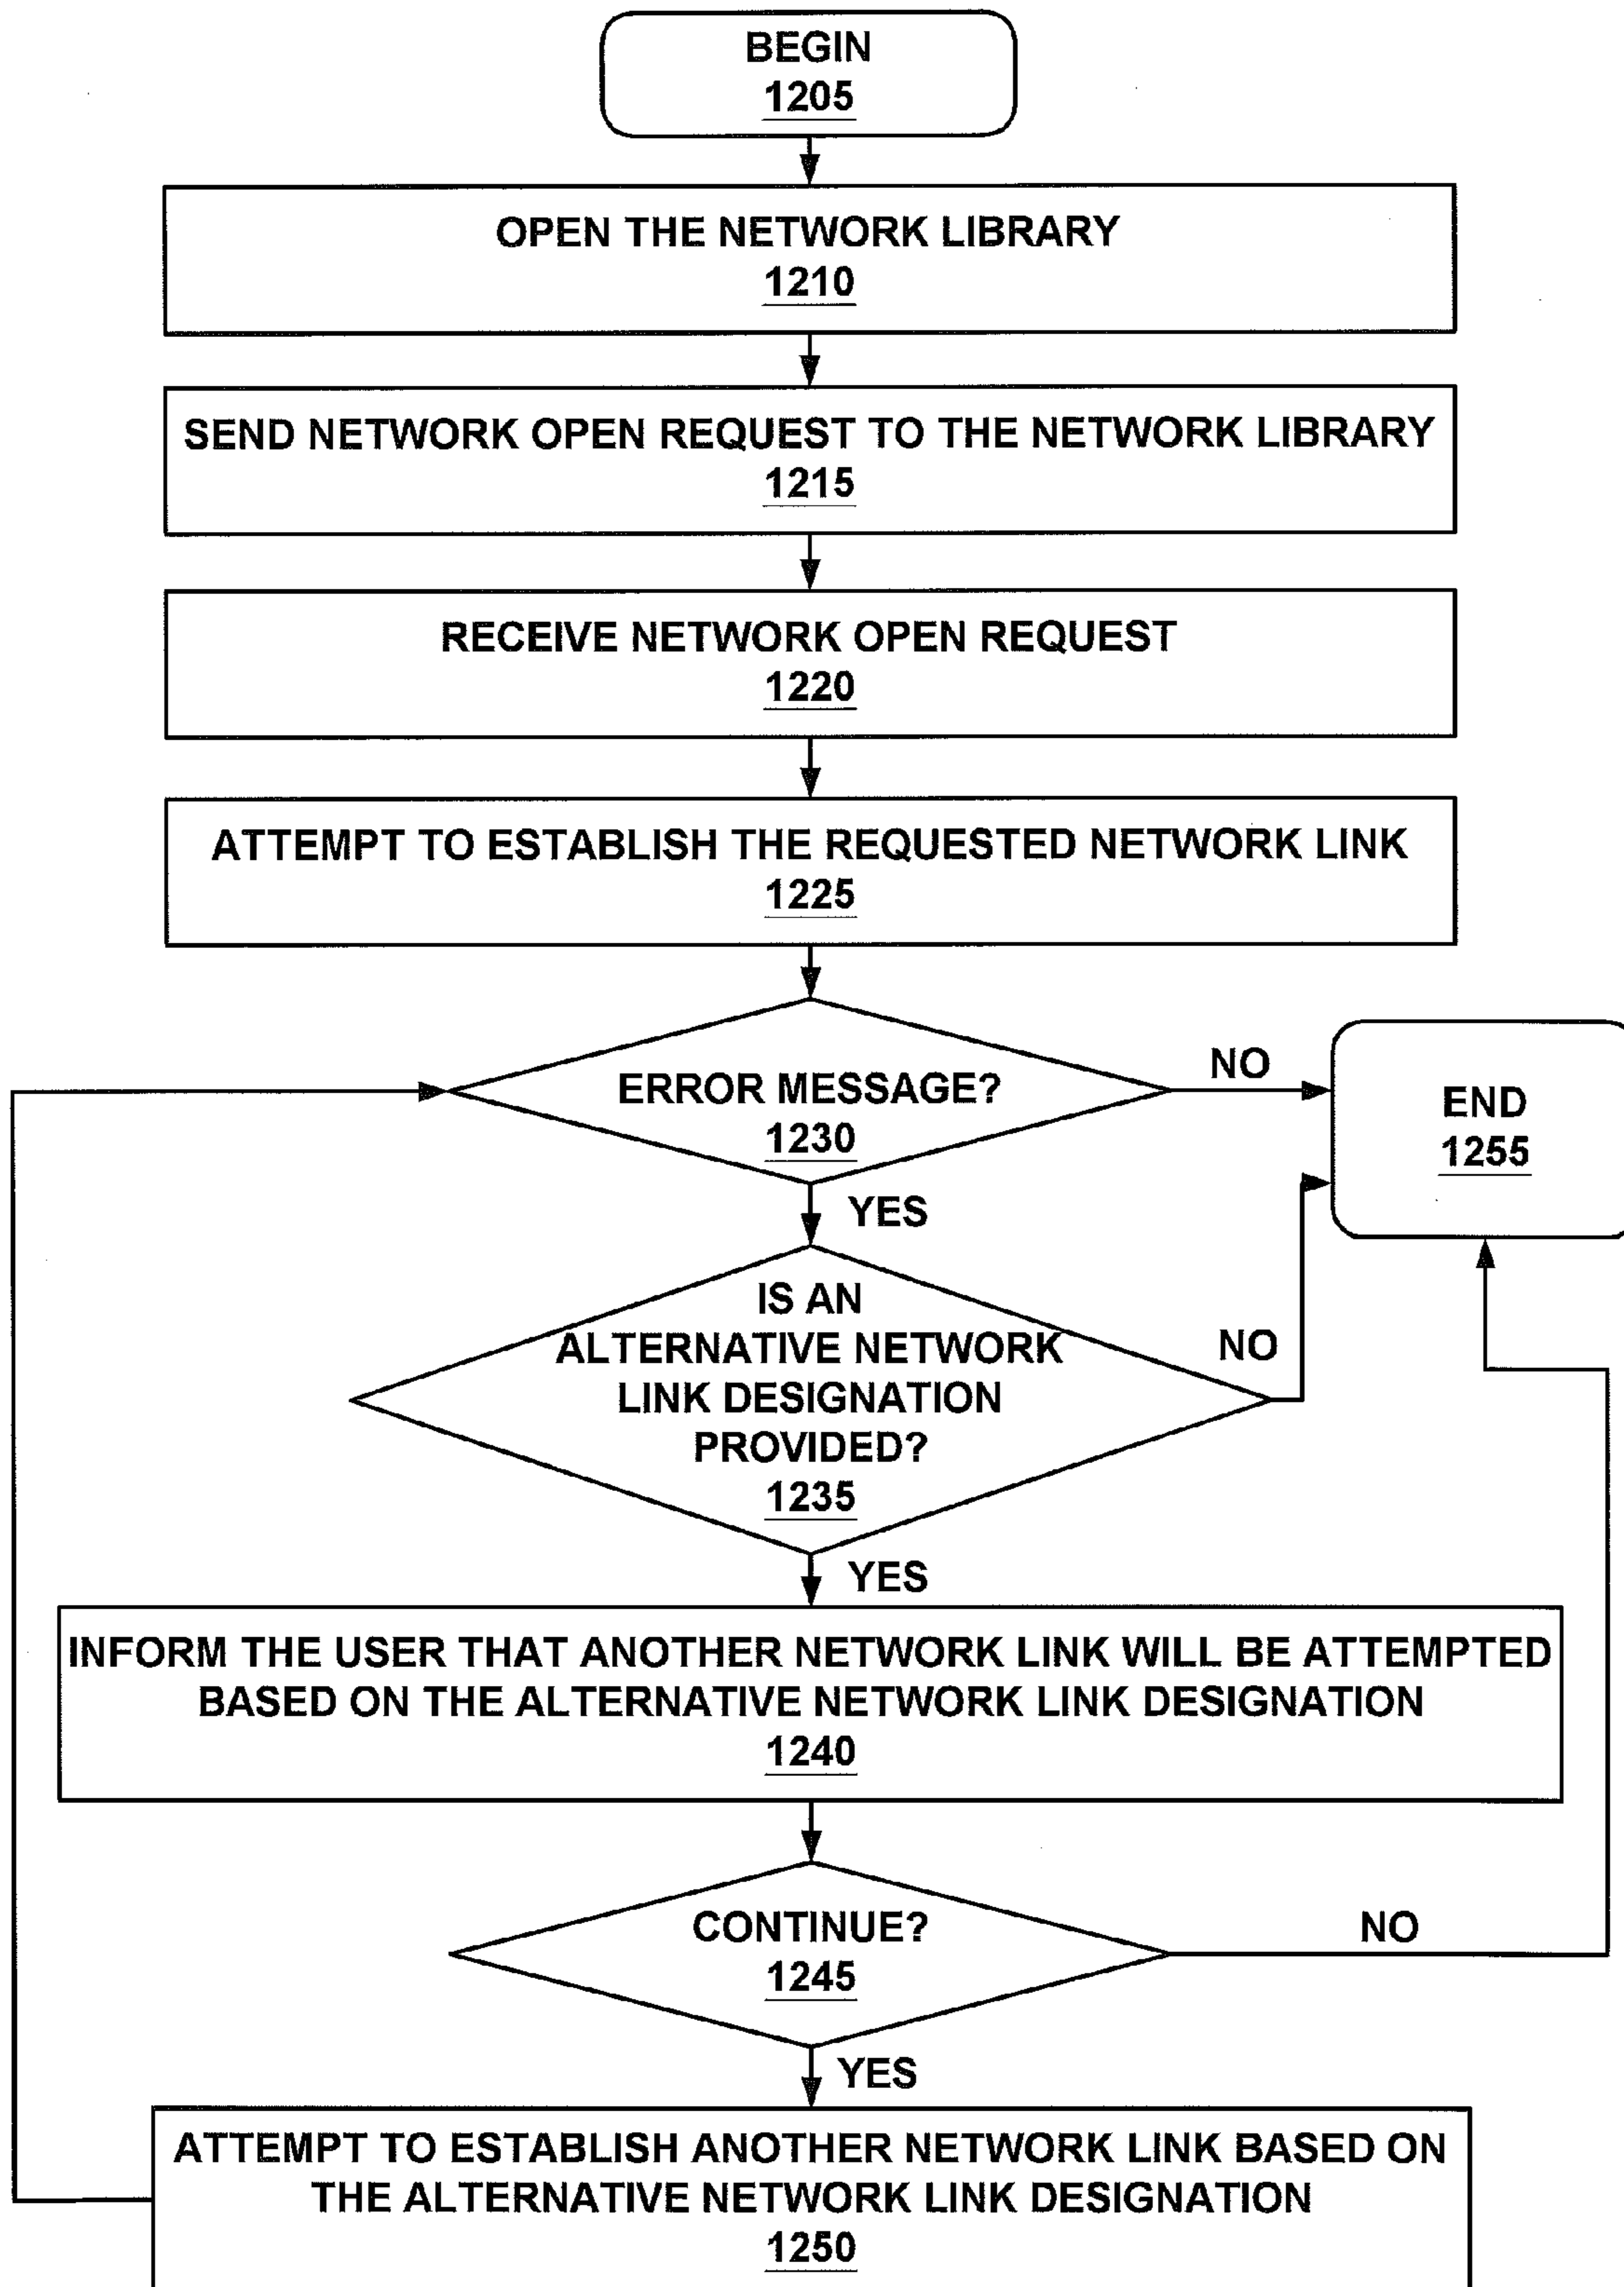 BEGIN
1205
OPEN THE NETWORK LIBRARY
1210
SEND NETWORK OPEN REQUEST TO THE NETWORK LIBRARY
1215
RECEIVE NETWORK OPEN REQUEST
1220
ATTEMPT TO ESTABLISH THE REQUESTED NETWORK LINK
1225
ERROR MESSAGE?
1230
NO
END
1255
YES
IS AN
ALTERNATIVE NETWORK
LINK DESIGNATION
PROVIDED?
1235
NO
YES
INFORM THE USER THAT ANOTHER NETWORK LINK WILL BE ATTEMPTED
BASED ON THE ALTERNATIVE NETWORK LINK DESIGNATION
1240
CONTINUE?
1245
NO
YES
ATTEMPT TO ESTABLISH ANOTHER NETWORK LINK BASED ON
THE ALTERNATIVE NETWORK LINK DESIGNATION
1250